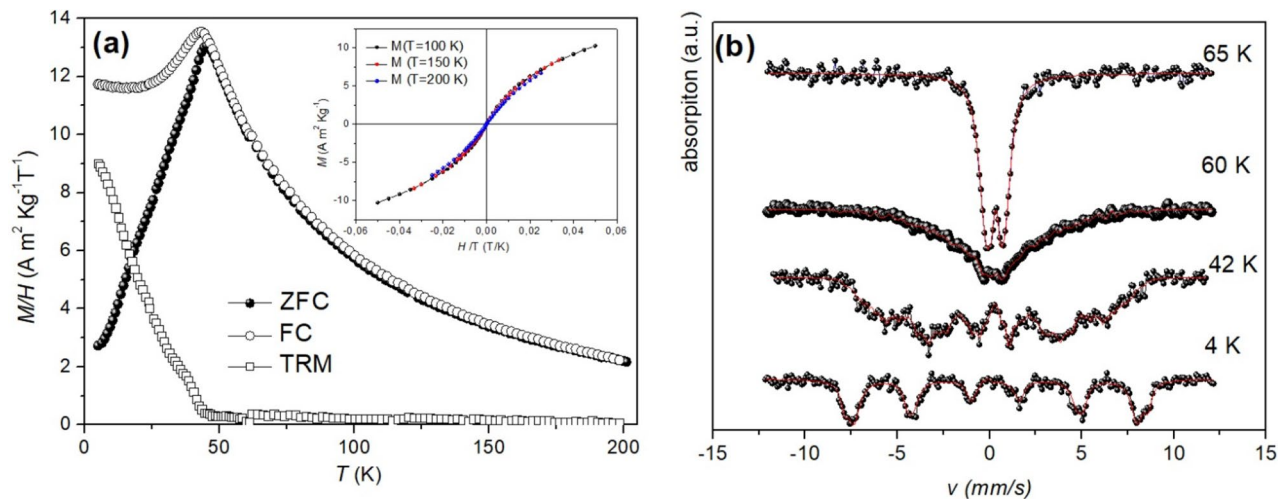 (a)
14
12
10
8
6
4
2
0
M/H (A m² Kg⁻¹T⁻¹)
0 50 100 150 200
T (K)
ZFC
FC
TRM
M (T=100 K)
M (T=150 K)
M (T=200 K)
10
5
0
-5
-10
M (A m² Kg⁻¹)
-0,06 -0,04 -0,02 0,00 0,02 0,04 0,06
H /T (T/K)
(b)
absorpiton (a.u.)
65 K
60 K
42 K
4 K
-15 -10 -5 0 5 10 15
v (mm/s)